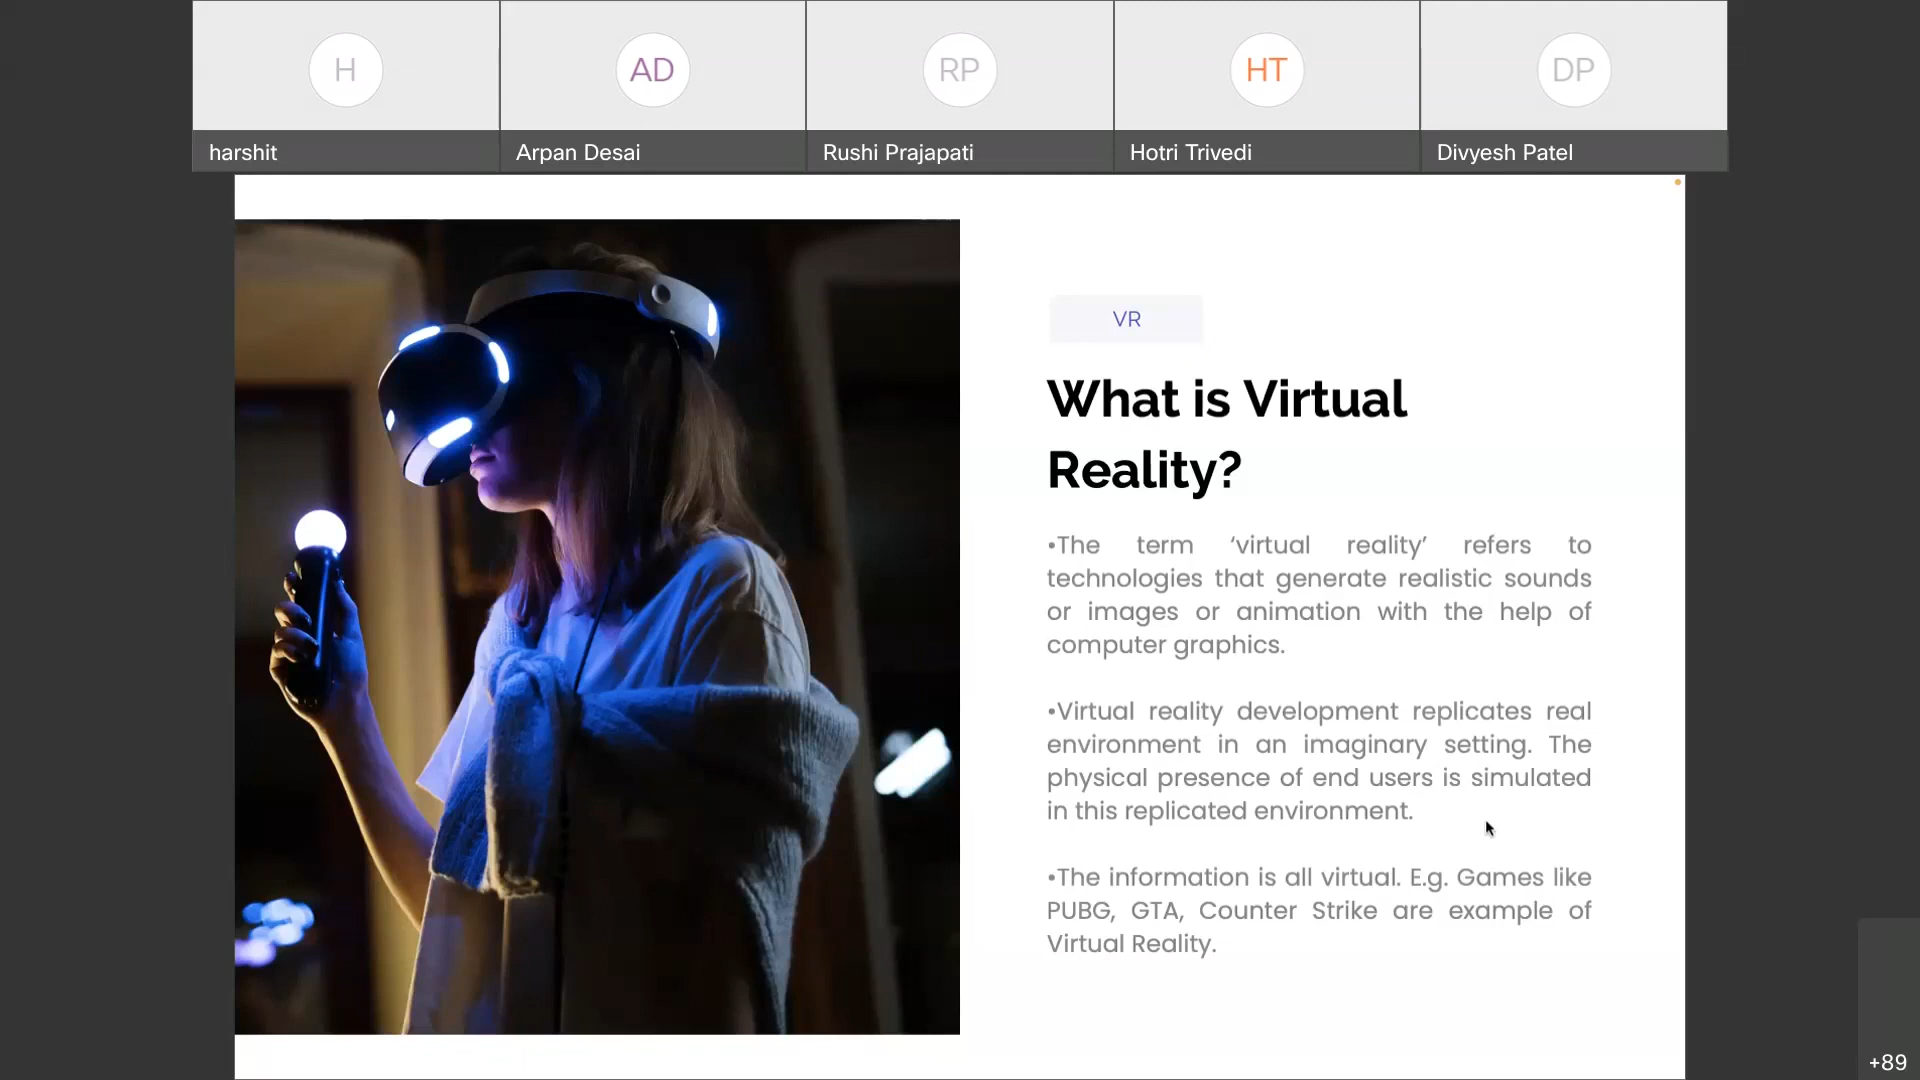 H
AD
RP
HT
DP
harshit
Arpan Desai
Rushi Prajapati
Hotri Trivedi
Divyesh Patel
VR
What is Virtual
Reality?
•The term ‘virtual reality’ refers to
technologies that generate realistic sounds
or images or animation with the help of
computer graphics.
•Virtual reality development replicates real
environment in an imaginary setting. The
physical presence of end users is simulated
in this replicated environment.
•The information is all virtual. E.g. Games like
PUBG, GTA, Counter Strike are example of
Virtual Reality.
+89